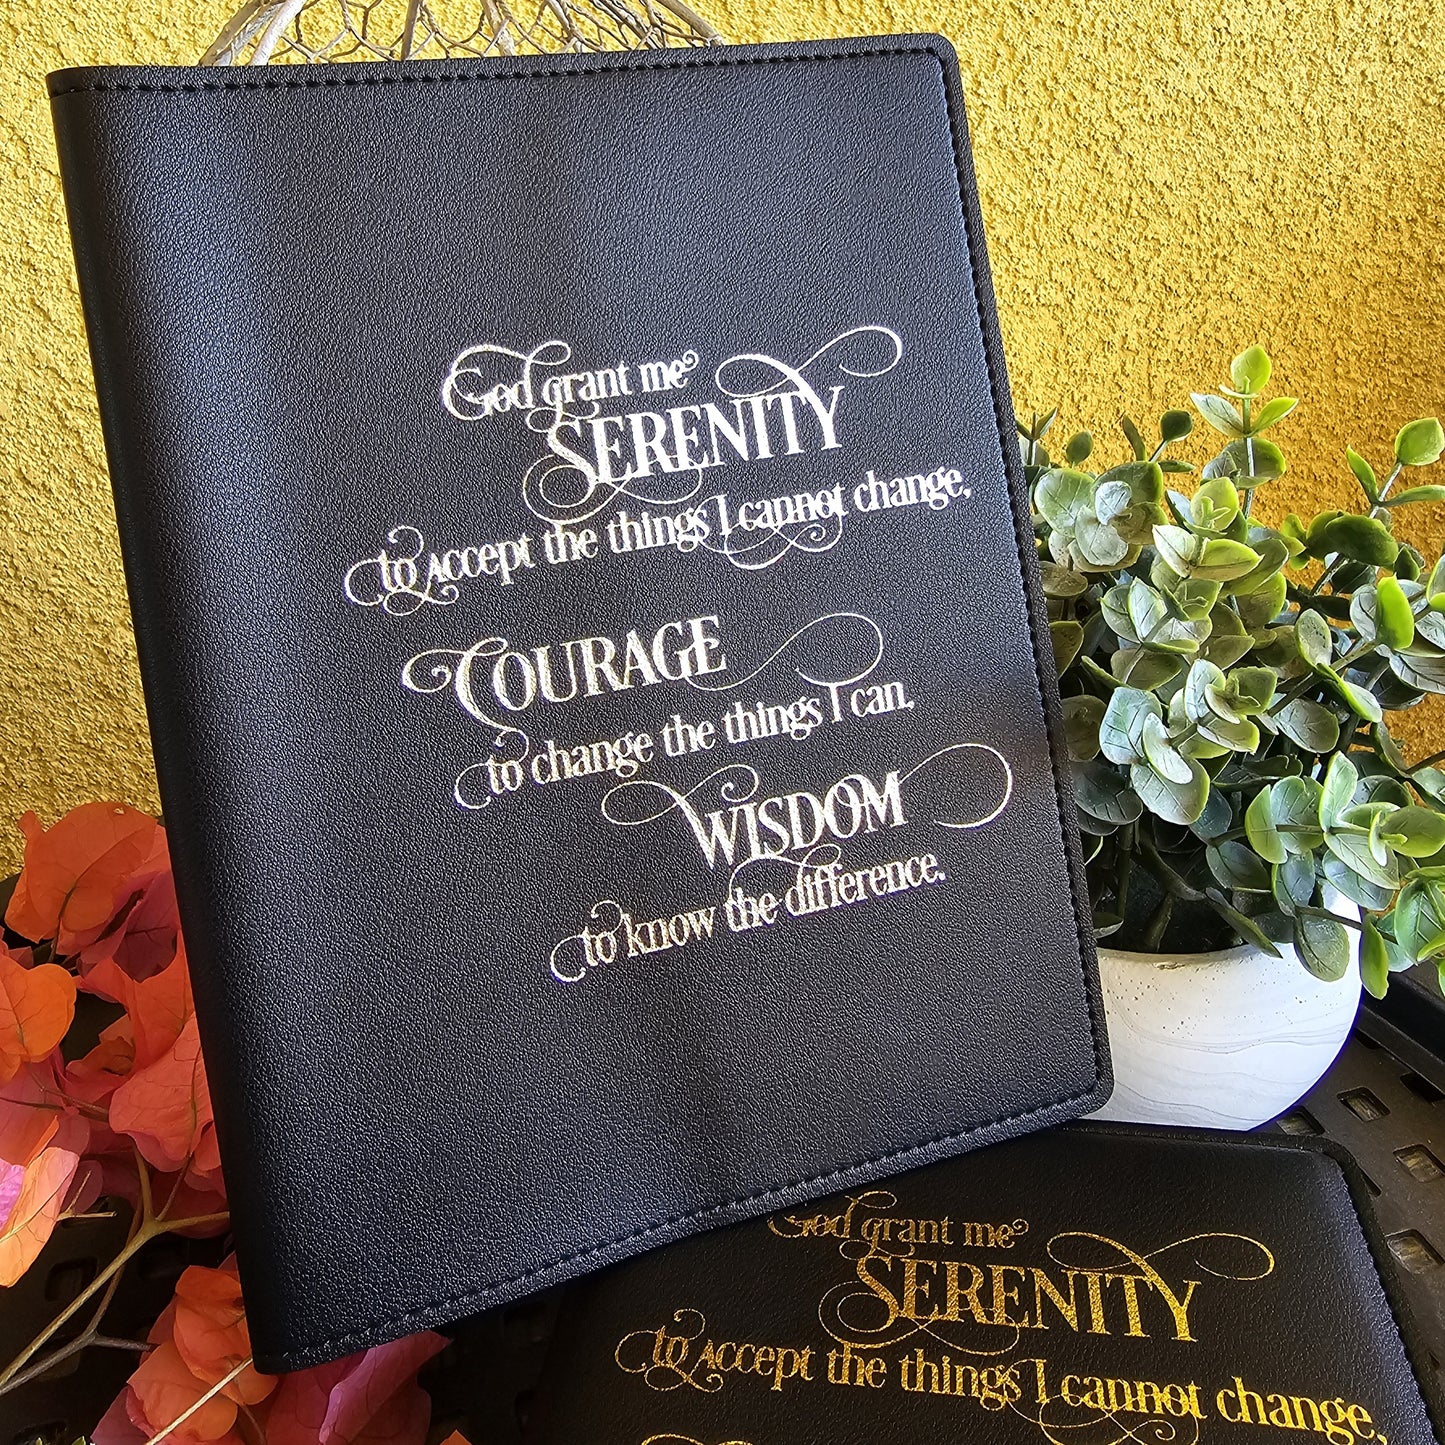 God grant me
SERENITY
to accept the things I cannot change,
COURAGE
to change the things I can,
WISDOM
to know the difference.
God grant me
SERENITY
to accept the things I cannot change,